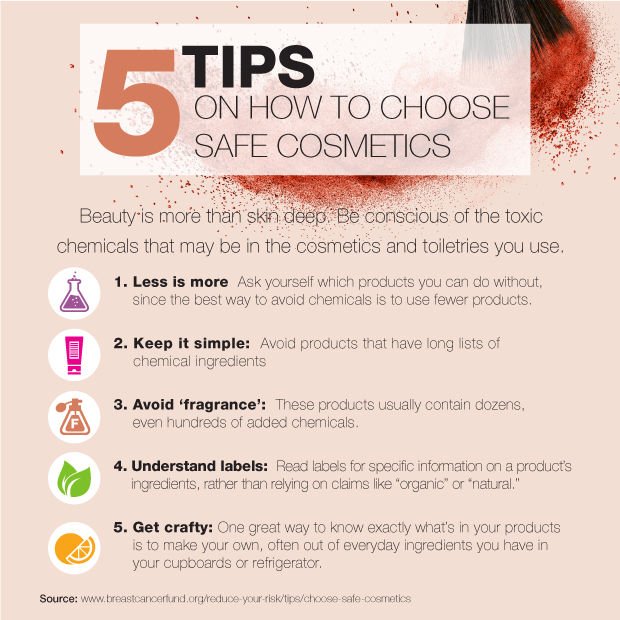 5 TIPS
ON HOW TO CHOOSE
SAFE COSMETICS
Beauty is more than skin deep. Be conscious of the toxic
chemicals that may be in the cosmetics and toiletries you use.
1. Less is more Ask yourself which products you can do without,
since the best way to avoid chemicals is to use fewer products.
2. Keep it simple: Avoid products that have long lists of
chemical ingredients
3. Avoid ‘fragrance’: These products usually contain dozens,
even hundreds of added chemicals.
F
4. Understand labels: Read labels for specific information on a product’s
ingredients, rather than relying on claims like “organic” or “natural.”
5. Get crafty: One great way to know exactly what’s in your products
is to make your own, often out of everyday ingredients you have in
your cupboards or refrigerator.
Source: www.breastcancerfund.org/reduce-your-risk/tips/choose-safe-cosmetics